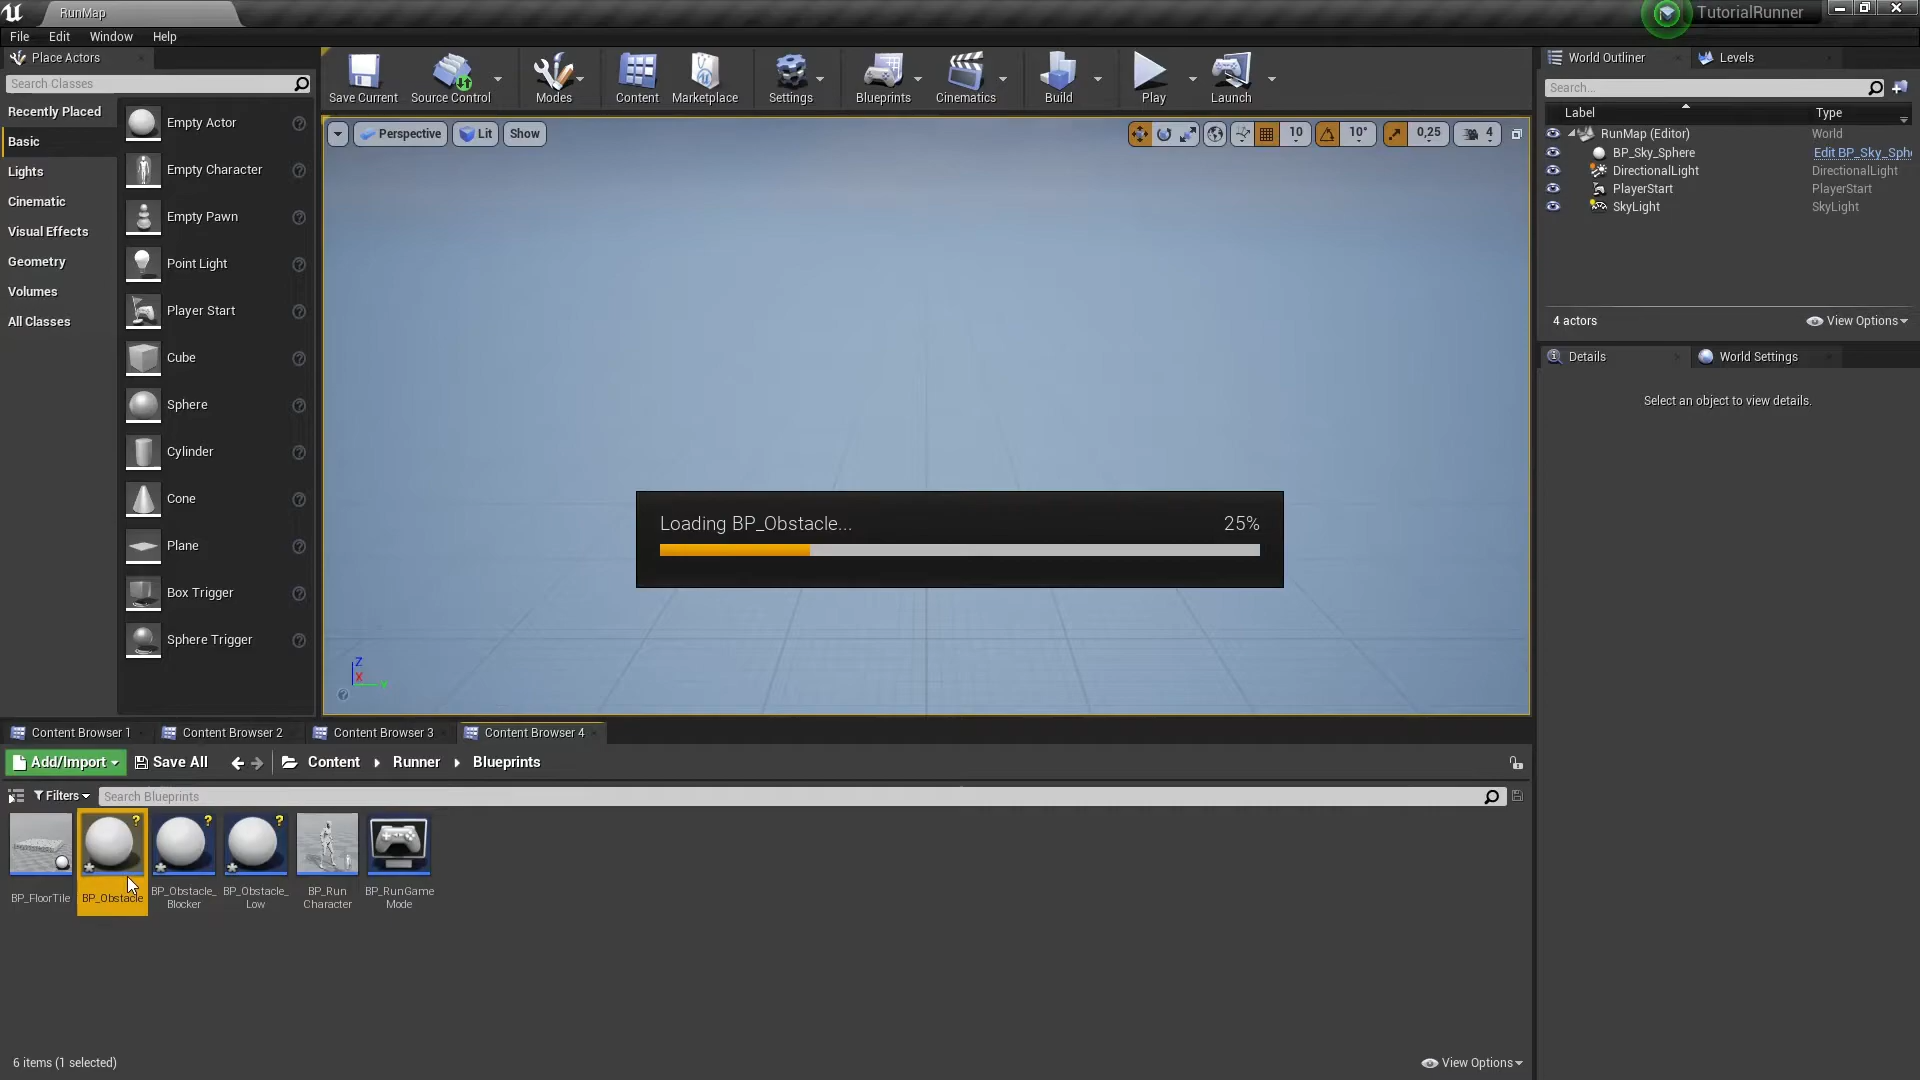 RunMap
TutorialRunner
File Edit Window Help
Place Actors
Search Classes
Recently Placed
Basic
Lights
Cinematic
Visual Effects
Geometry
Volumes
All Classes
Empty Actor
Empty Character
Empty Pawn
Point Light
Player Start
Cube
Sphere
Cylinder
Cone
Plane
Box Trigger
Sphere Trigger
Save Current Source Control Modes Content Marketplace Settings Blueprints Cinematics Build Play Launch
Perspective Lit Show
10 10° 0,25 4
Loading BP_Obstacle... 25%
Z
X
World Outliner Levels
Search...
Label Type
RunMap (Editor) World
BP_Sky_Sphere Edit BP_Sky_Sph
DirectionalLight DirectionalLight
PlayerStart PlayerStart
SkyLight SkyLight
4 actors View Options
Details World Settings
Select an object to view details.
Content Browser 1 Content Browser 2 Content Browser 3 Content Browser 4
Add/Import Save All Content Runner Blueprints
Filters Search Blueprints
BP_FloorTile
BP_Obstacle
BP_Obstacle_
Blocker
BP_Obstacle_
Low
BP_Run
Character
BP_RunGame
Mode
6 items (1 selected) View Options